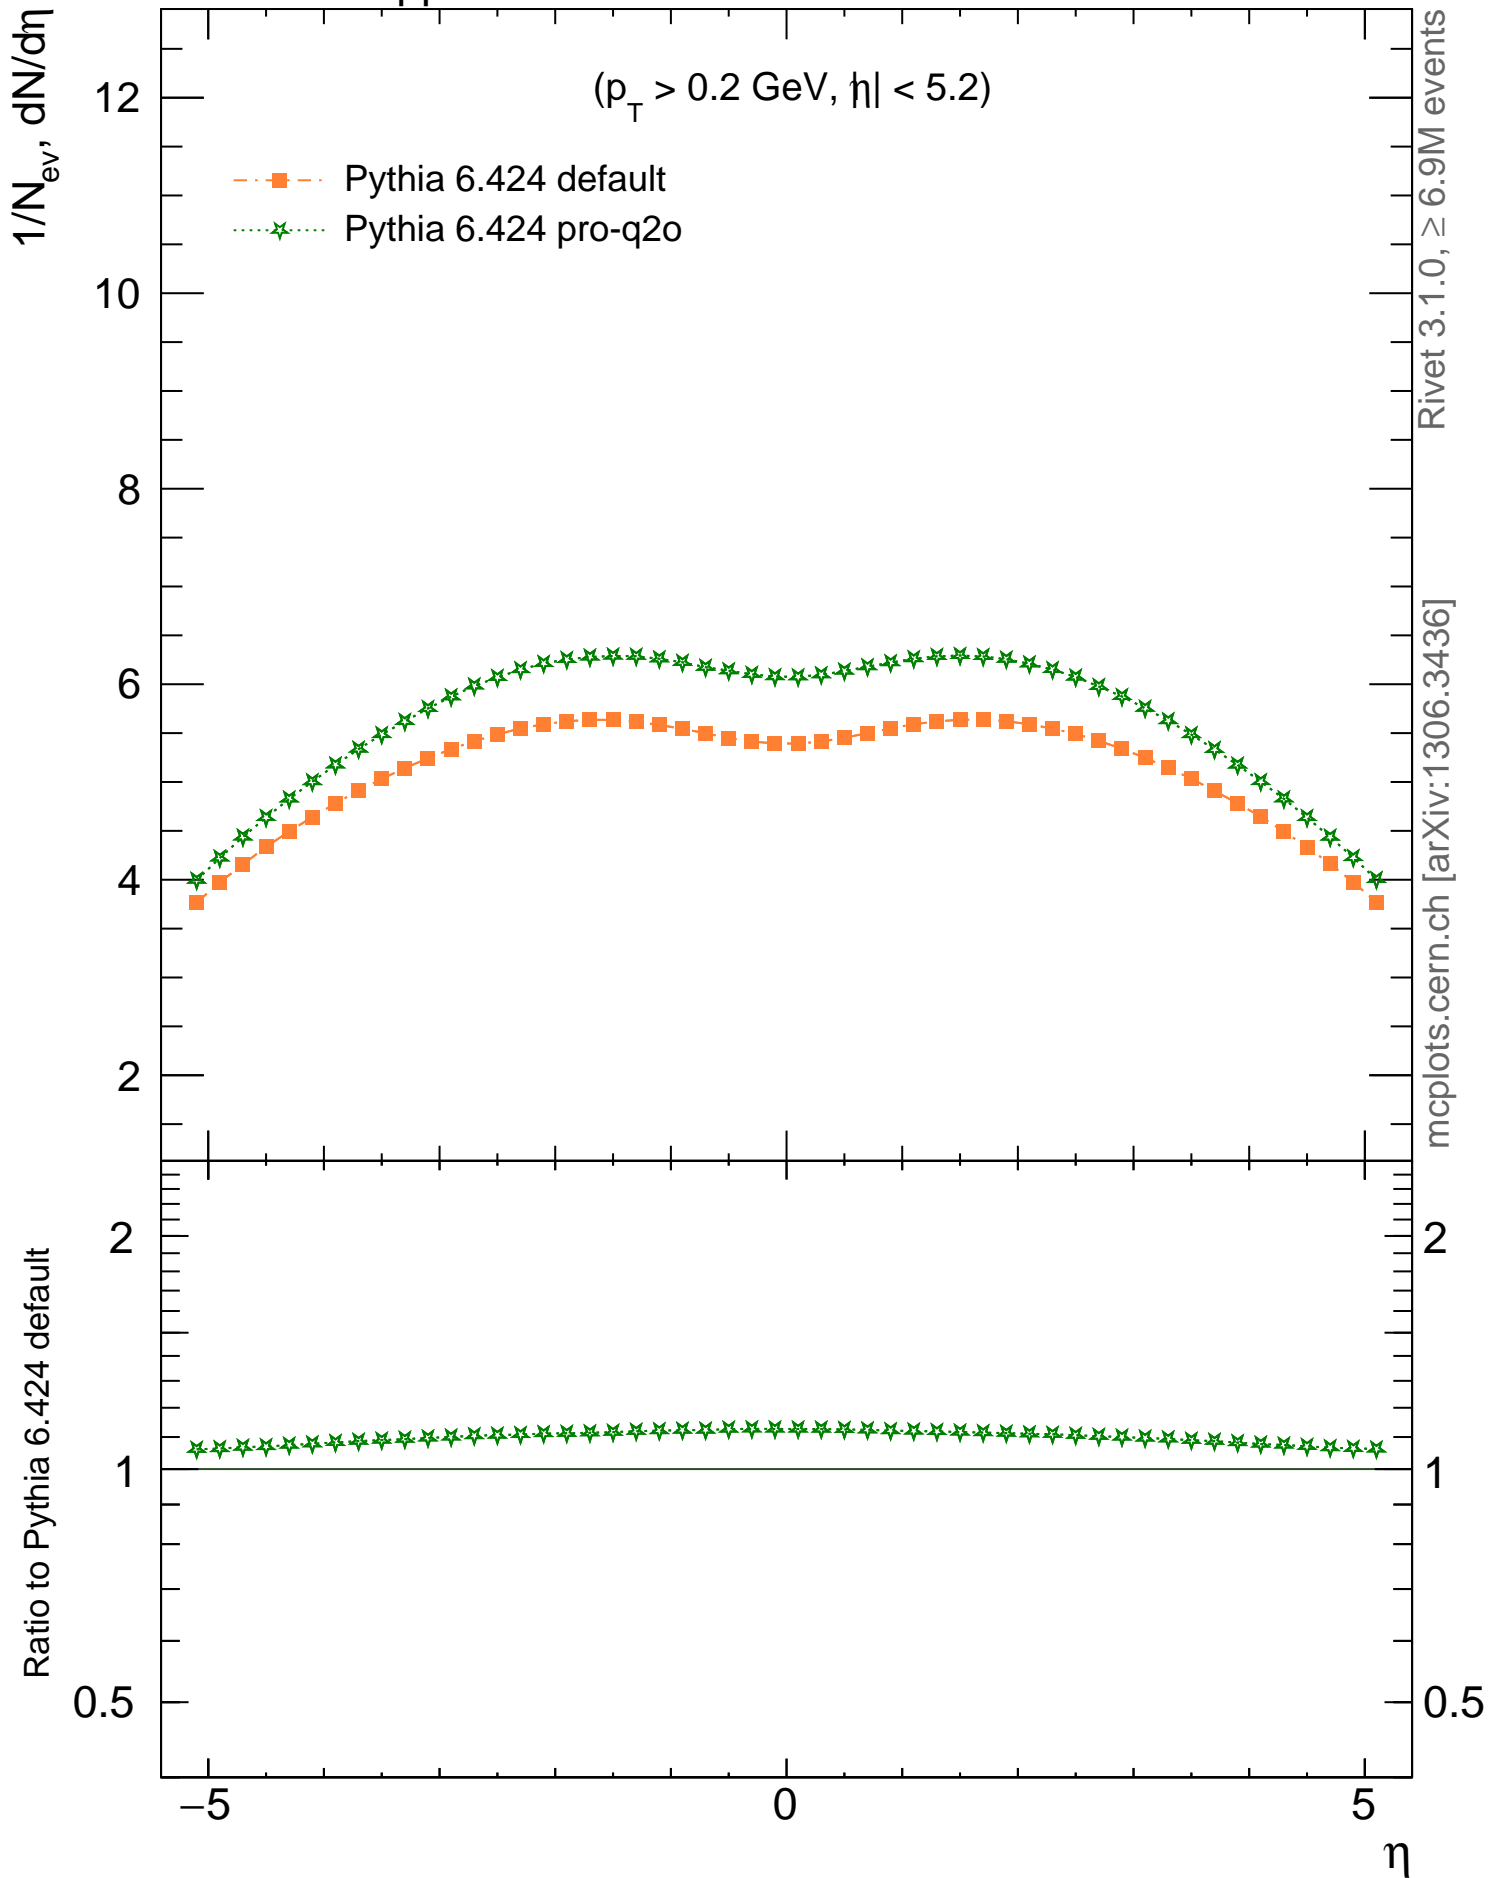 1/N_ev, dN/dη
(p_T > 0.2 GeV, |η| < 5.2)
Pythia 6.424 default
Pythia 6.424 pro-q2o
12
10
8
6
4
2
Rivet 3.1.0, ≥ 6.9M events
mcplots.cern.ch [arXiv:1306.3436]
Ratio to Pythia 6.424 default
2
1
0.5
2
1
0.5
−5
0
5
η